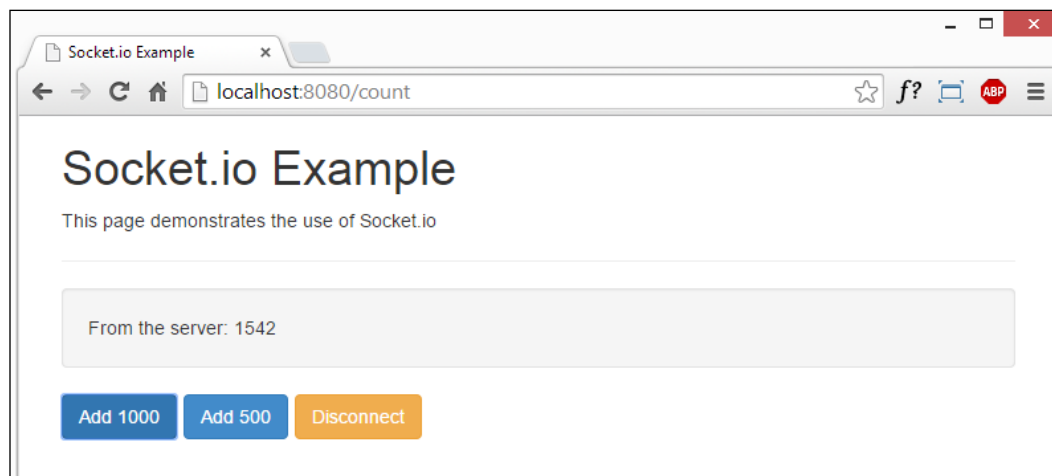 Socket.io Example
localhost:8080/count
f?
ABP
Socket.io Example
This page demonstrates the use of Socket.io
From the server: 1542
Add 1000 Add 500 Disconnect